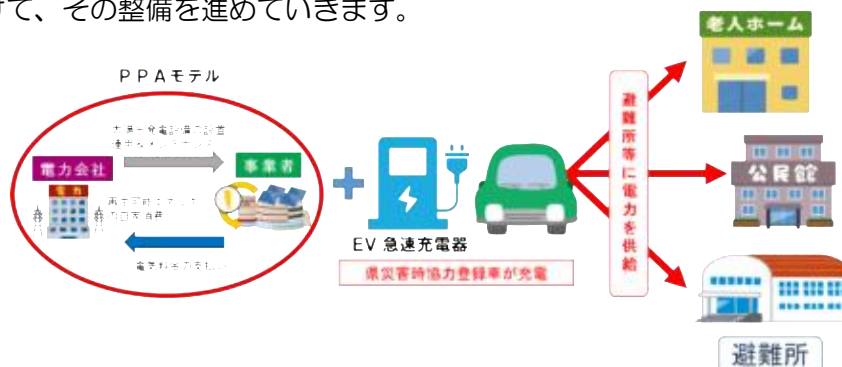 けて、その整備を進めていきます。
PPAモデル
電力会社
事業者
電力
EV 急速充電器
県災害時協力登録車が充電
避難所等に電力を供給
老人ホーム
公民館
避難所